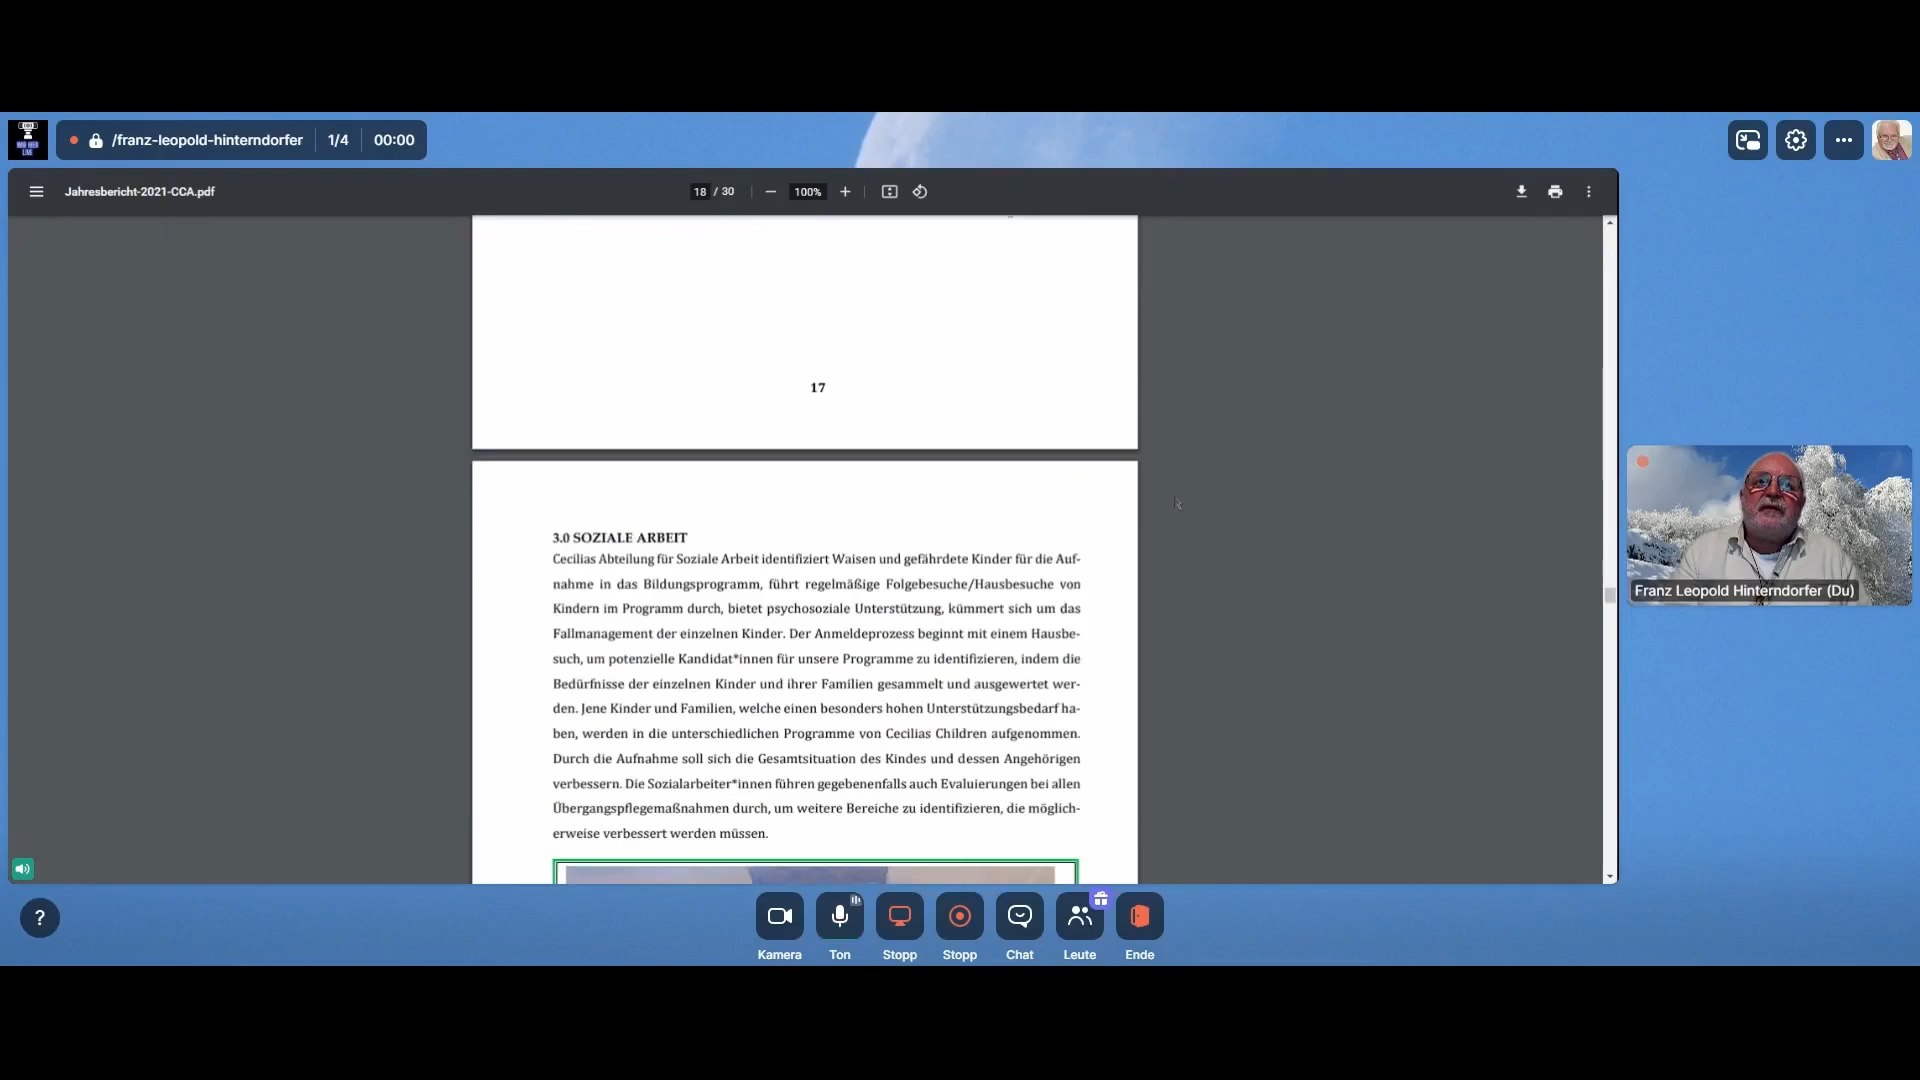 /franz-leopold-hinterndorfer 1/4 00:00
Jahresbericht-2021-CCA.pdf 18 / 30 100%
17
3.0 SOZIALE ARBEIT
Cecilias Abteilung für Soziale Arbeit identifiziert Waisen und gefährdete Kinder für die Auf-
nahme in das Bildungsprogramm, führt regelmäßige Folgebesuche/Hausbesuche von
Kindern im Programm durch, bietet psychosoziale Unterstützung, kümmert sich um das
Fallmanagement der einzelnen Kinder. Der Anmeldeprozess beginnt mit einem Hausbe-
such, um potenzielle Kandidat*innen für unsere Programme zu identifizieren, indem die
Bedürfnisse der einzelnen Kinder und ihrer Familien gesammelt und ausgewertet wer-
den. Jene Kinder und Familien, welche einen besonders hohen Unterstützungsbedarf ha-
ben, werden in die unterschiedlichen Programme von Cecilias Children aufgenommen.
Durch die Aufnahme soll sich die Gesamtsituation des Kindes und dessen Angehörigen
verbessern. Die Sozialarbeiter*innen führen gegebenenfalls auch Evaluierungen bei allen
Übergangspflegemaßnahmen durch, um weitere Bereiche zu identifizieren, die möglich-
erweise verbessert werden müssen.
Franz Leopold Hinterndorfer (Du)
?
Kamera Ton Stopp Stopp Chat Leute Ende